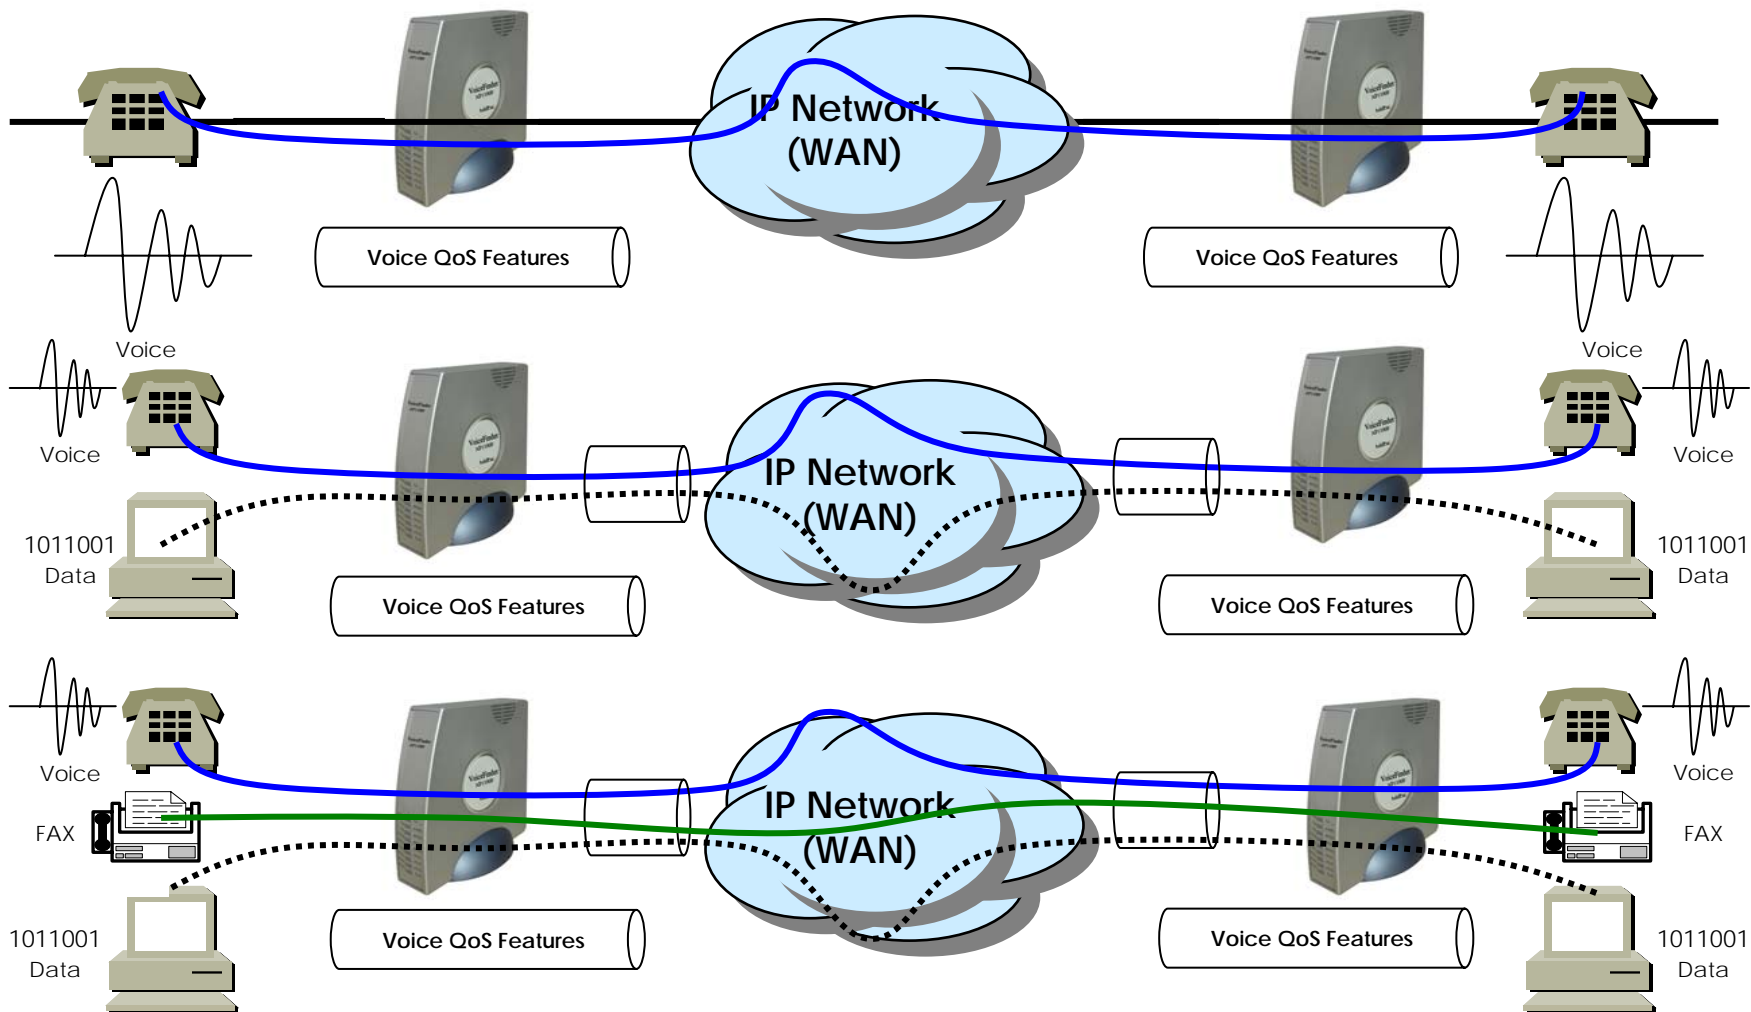 IP Network
(WAN)
Voice QoS Features
Voice QoS Features
Voice
Voice
Voice
IP Network
(WAN)
Voice
1011001
Data
1011001
Data
Voice QoS Features
Voice QoS Features
Voice
IP Network
(WAN)
Voice
FAX
FAX
1011001
Data
Voice QoS Features
Voice QoS Features
1011001
Data